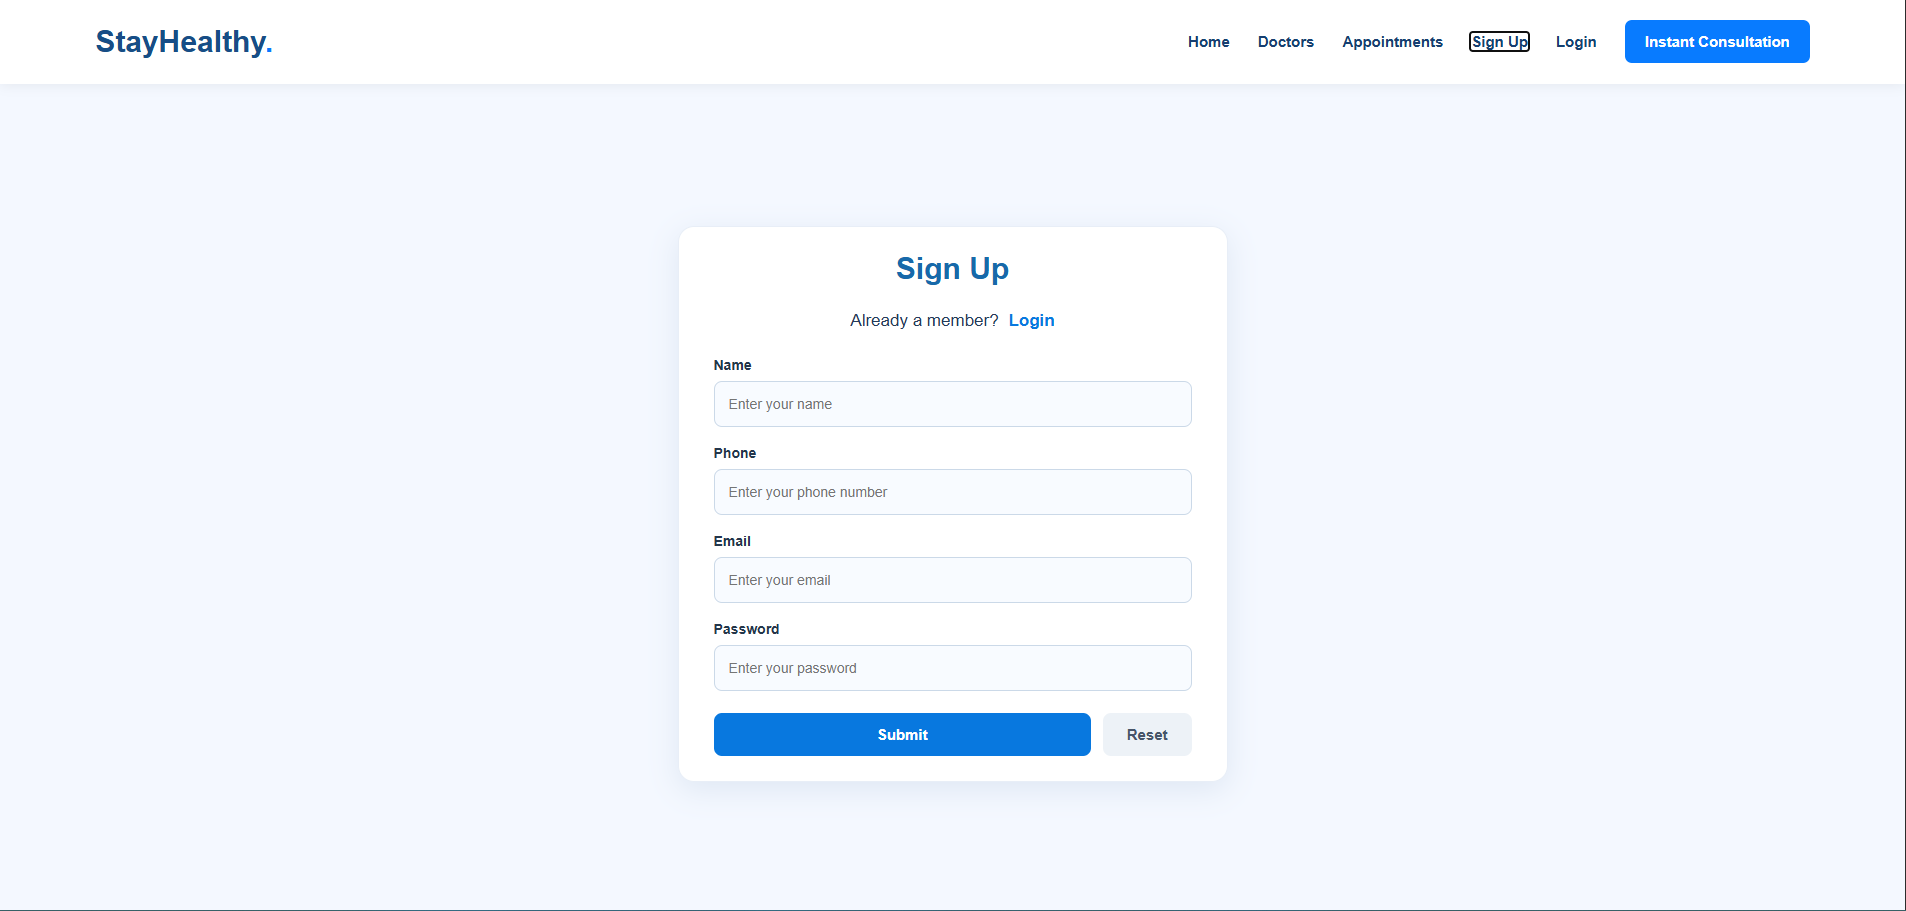 StayHealthy.
Home Doctors Appointments Sign Up Login Instant Consultation
Sign Up
Already a member? Login
Name
Enter your name
Phone
Enter your phone number
Email
Enter your email
Password
Enter your password
Submit Reset